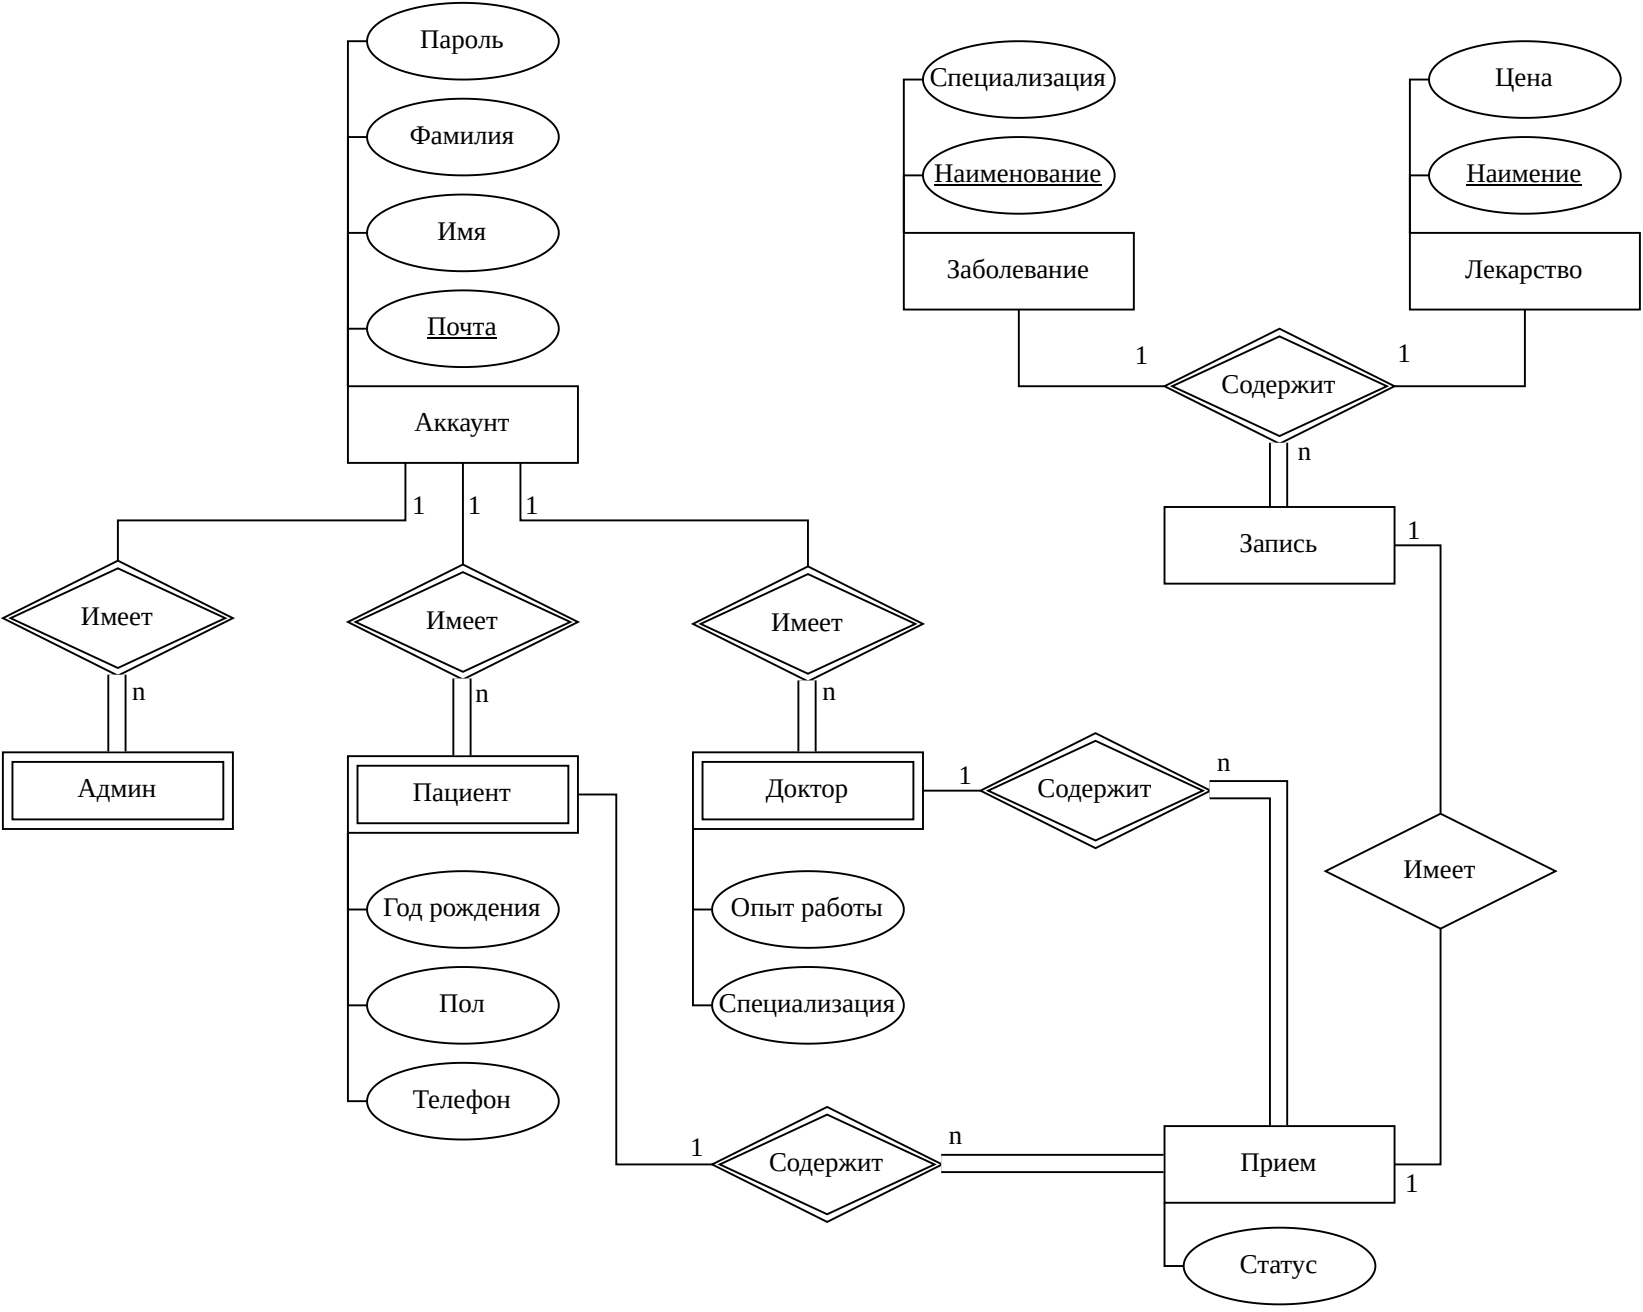 Пароль
Фамилия
Имя
Почта
Аккаунт
Специализация
Наименование
Заболевание
Цена
Наимение
Лекарство
1
Содержит
1
n
Запись
1
1
1
1
Имеет
Имеет
Имеет
n
n
n
Админ
Пациент
Доктор
1
Содержит
n
Имеет
Год рождения
Пол
Телефон
Опыт работы
Специализация
1
Содержит
n
Прием
1
Статус